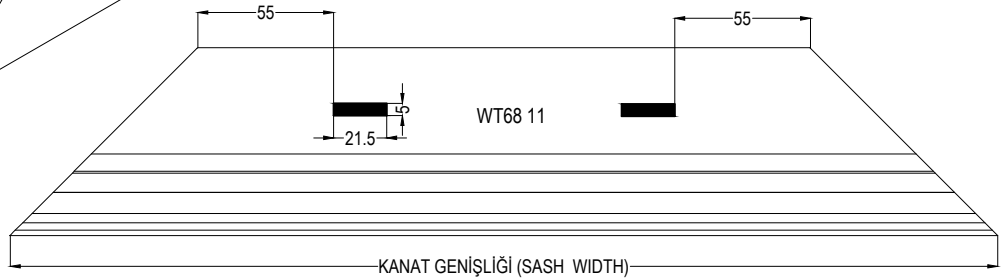 55
55
5
WT68 11
21.5
KANAT GENİŞLİĞİ (SASH WIDTH)